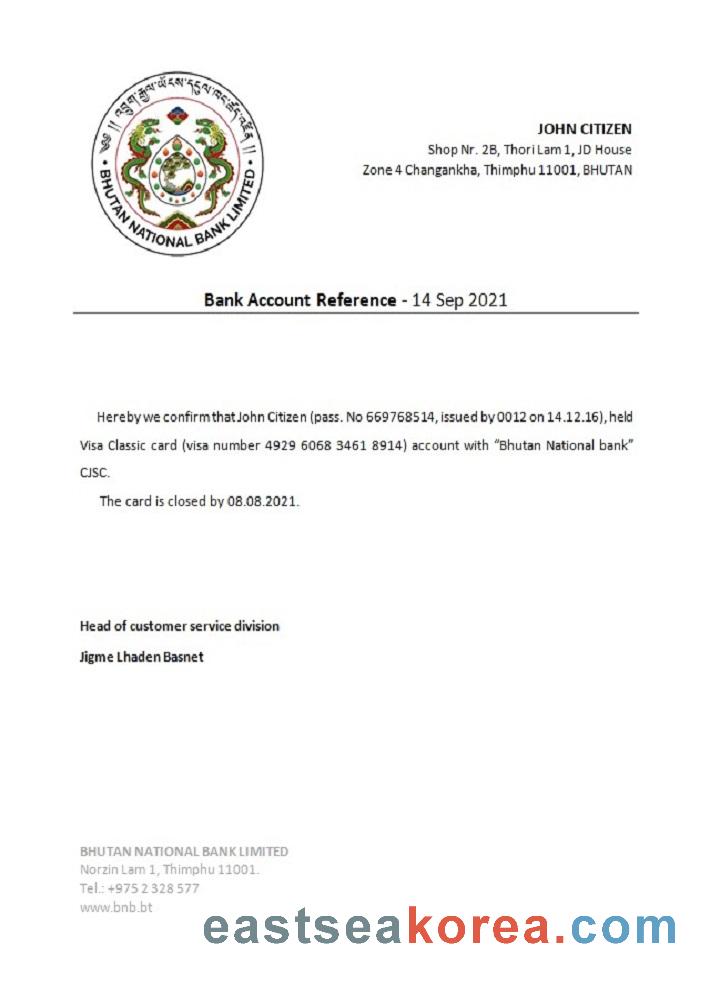 BHUTAN NATIONAL BANK LIMITED
JOHN CITIZEN
Shop Nr. 2B, Thori Lam 1, JD House
Zone 4 Changankha, Thimphu 11001, BHUTAN
Bank Account Reference - 14 Sep 2021
Hereby we confirm that John Citizen (pass. No 669768514, issued by 0012 on 14.12.16), held
Visa Classic card (visa number 4929 6068 3461 8914) account with “Bhutan National bank”
CJSC.
The card is closed by 08.08.2021.
Head of customer service division
Jigme Lhaden Basnet
BHUTAN NATIONAL BANK LIMITED
Norzin Lam 1, Thimphu 11001.
Tel.: +975 2 328 577
www.bnb.bt
eastseakorea.com